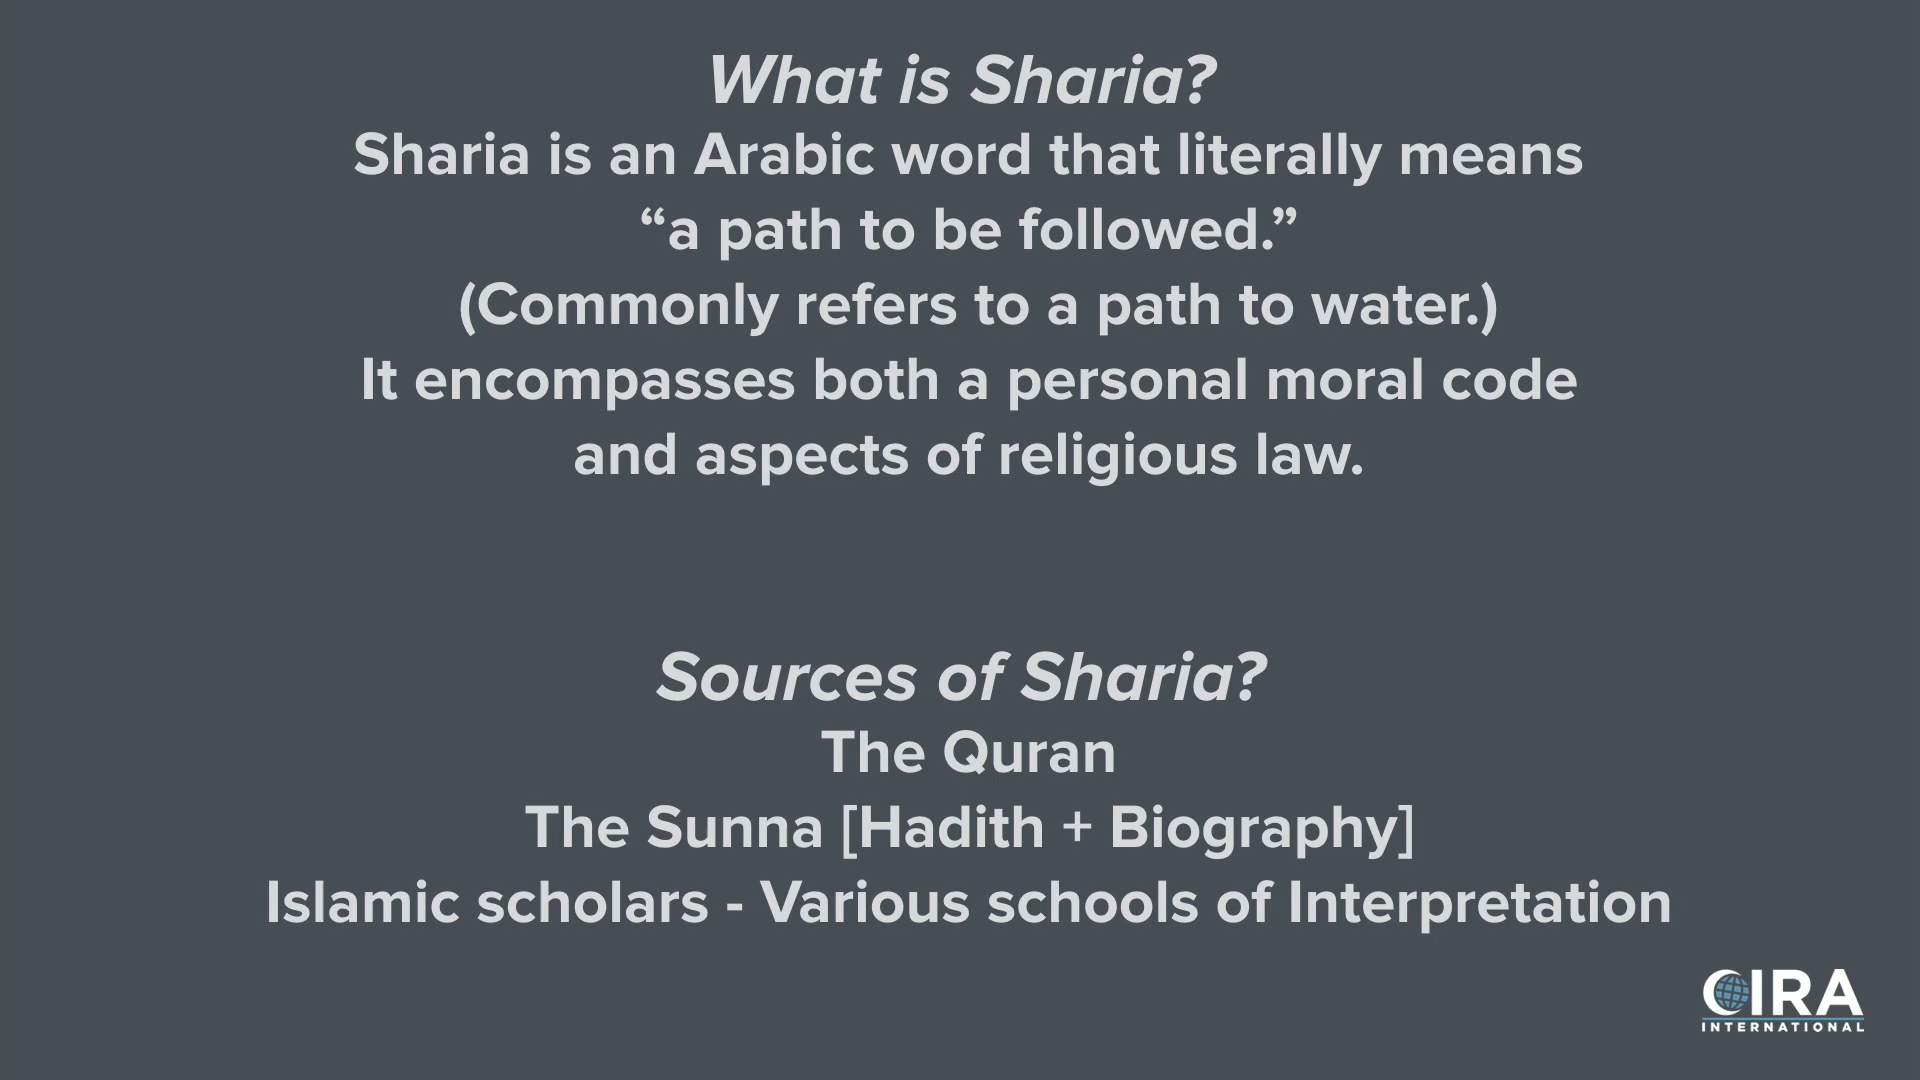 What is Sharia?
Sharia is an Arabic word that literally means
“a path to be followed.”
(Commonly refers to a path to water.)
It encompasses both a personal moral code
and aspects of religious law.
Sources of Sharia?
The Quran
The Sunna [Hadith + Biography]
Islamic scholars - Various schools of Interpretation
CIRA
INTERNATIONAL